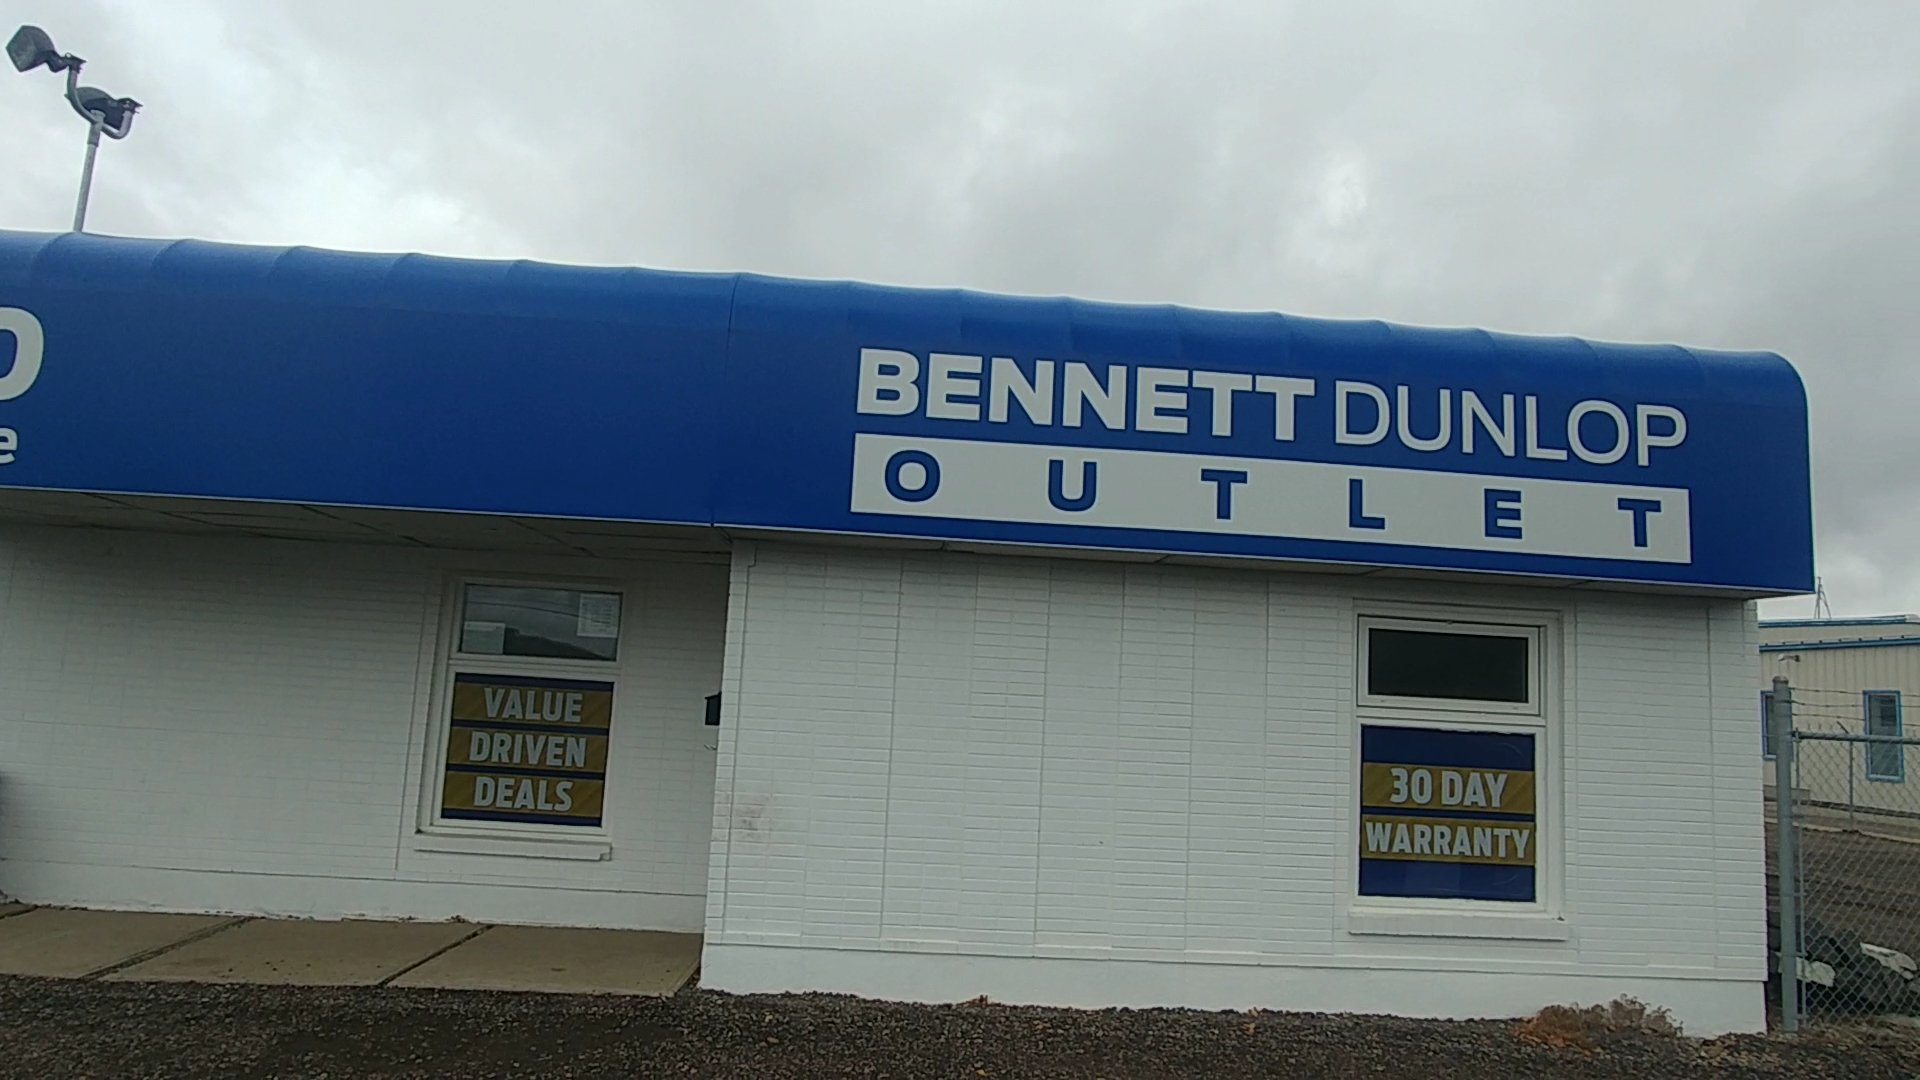 BENNETT DUNLOP
OUTLET
VALUE
DRIVEN
DEALS
30 DAY
WARRANTY